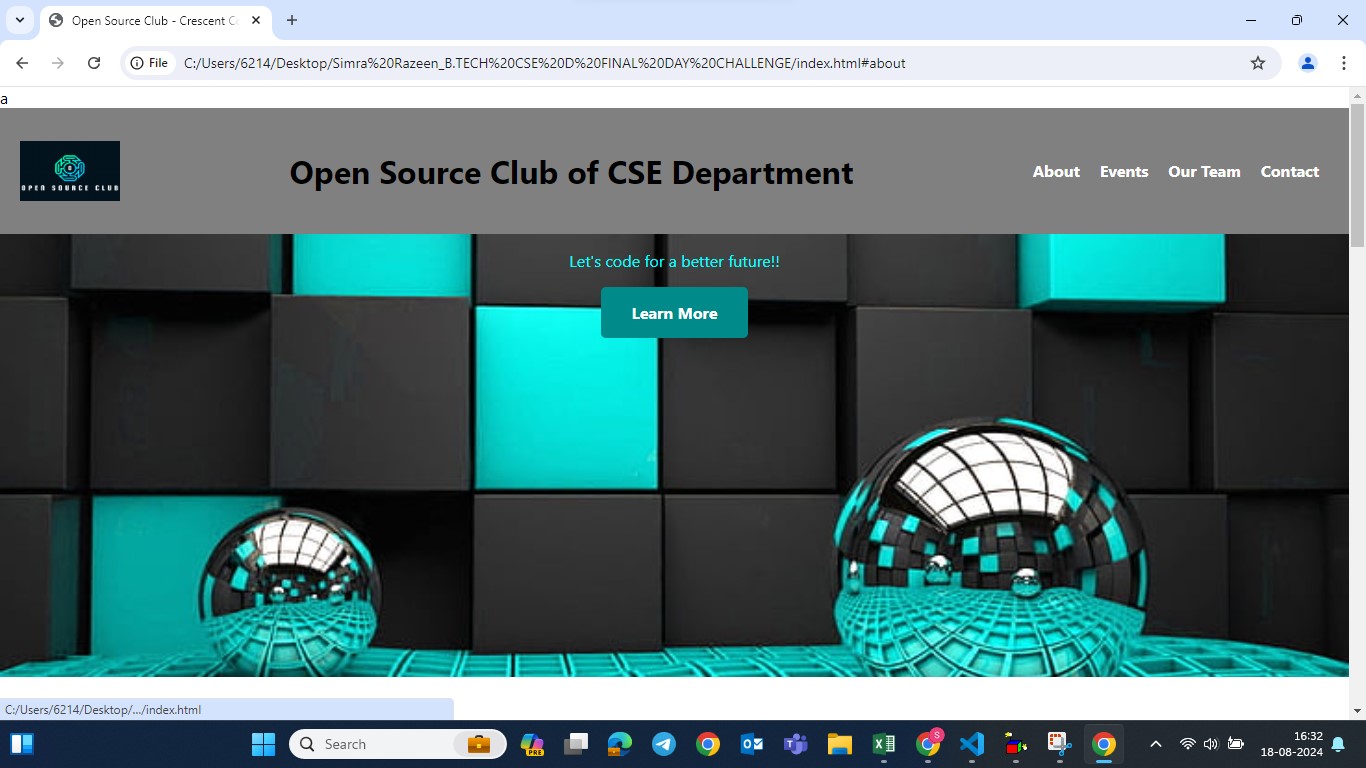 Open Source Club - Crescent C
File
C:/Users/6214/Desktop/Simra%20Razeen_B.TECH%20CSE%20D%20FINAL%20DAY%20CHALLENGE/index.html#about
a
OPEN SOURCE CLUB
Open Source Club of CSE Department
About Events Our Team Contact
Let's code for a better future!!
Learn More
C:/Users/6214/Desktop/.../index.html
Search
PRE
S
16:32
18-08-2024